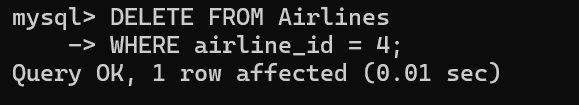 mysql> DELETE FROM Airlines
    -> WHERE airline_id = 4;
Query OK, 1 row affected (0.01 sec)